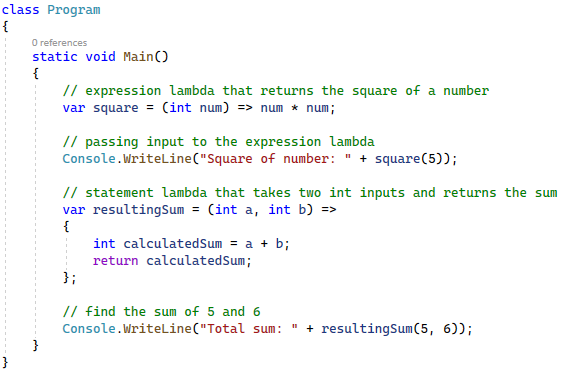 class Program
{
0 references
static void Main()
{
// expression lambda that returns the square of a number
var square = (int num) => num * num;
// passing input to the expression lambda
Console.WriteLine("Square of number: " + square(5));
// statement lambda that takes two int inputs and returns the sum
var resultingSum = (int a, int b) =>
{
int calculatedSum = a + b;
return calculatedSum;
};
// find the sum of 5 and 6
Console.WriteLine("Total sum: " + resultingSum(5, 6));
}
}